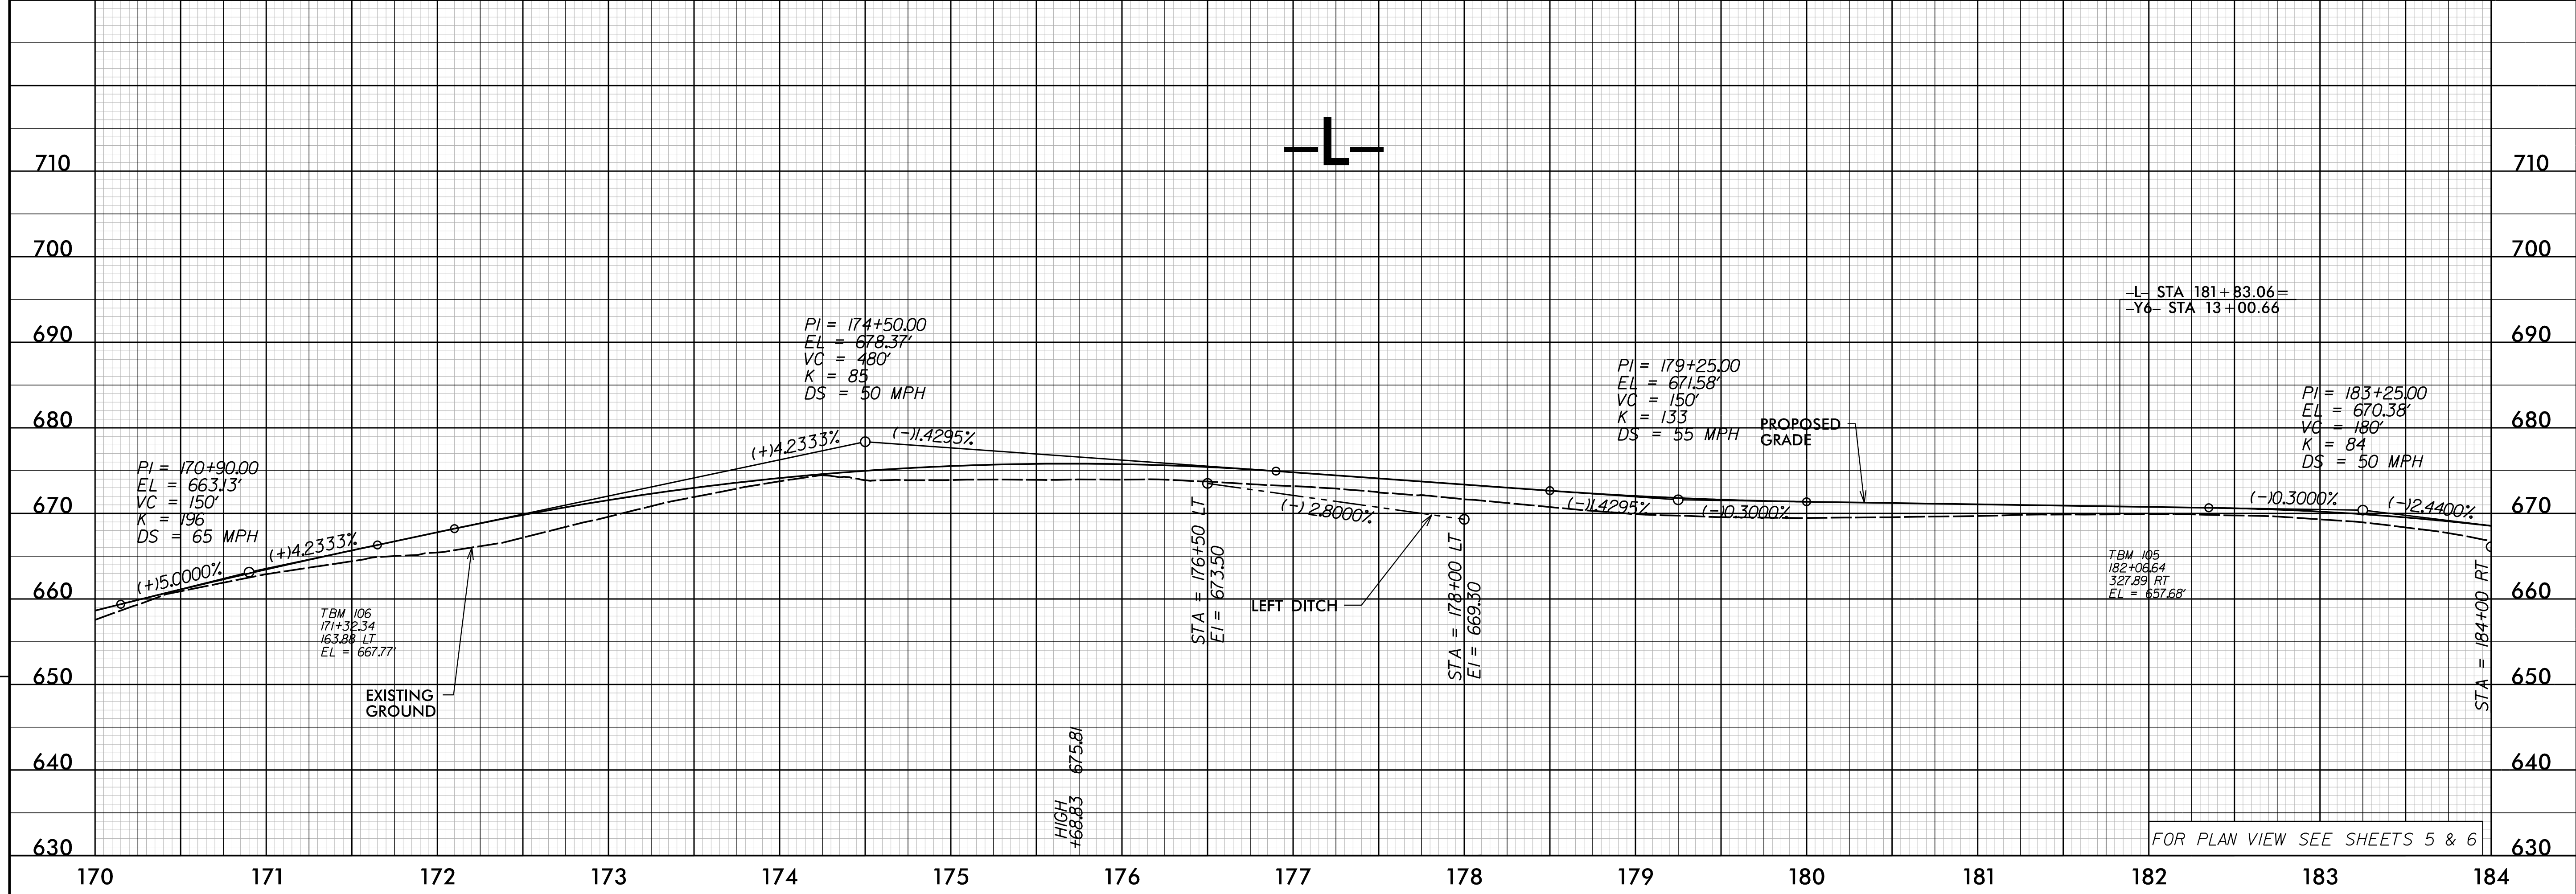 -L-
710
700
690
680
670
660
650
640
630
710
700
690
680
670
660
650
640
630
PI = 170+90.00
EL = 663.13'
VC = 150'
K = 196
DS = 65 MPH
(+)5.0000%
(+)4.2333%
TBM 106
171+32.34
163.88 LT
EL = 667.77'
EXISTING
GROUND
PI = 174+50.00
EL = 678.37'
VC = 480'
K = 85
DS = 50 MPH
(+)4.2333%
(-)1.4295%
HIGH
+68.83 675.81
STA = 176+50 LT
El = 673.50
(-) 2.8000%
LEFT DITCH
STA = 178+00 LT
El = 669.30
PI = 179+25.00
EL = 671.58'
VC = 150'
K = 133
DS = 55 MPH
(-)1.4295%
(-)0.3000%
PROPOSED
GRADE
-L- STA 181+83.06=
-Y6- STA 13+00.66
TBM 105
182+06.64
327.89 RT
EL = 657.68'
PI = 183+25.00
EL = 670.38'
VC = 180'
K = 84
DS = 50 MPH
(-)0.3000%
(-)2.4400%
STA = 184+00 RT
FOR PLAN VIEW SEE SHEETS 5 & 6
170 171 172 173 174 175 176 177 178 179 180 181 182 183 184